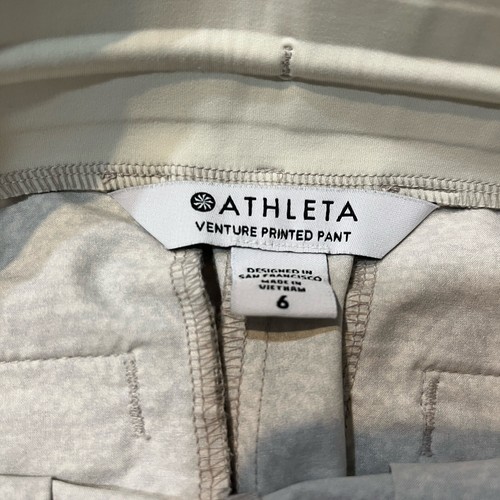 ATHLETA
VENTURE PRINTED PANT
DESIGNED IN
SAN FRANCISCO
MADE IN
VIETNAM
6